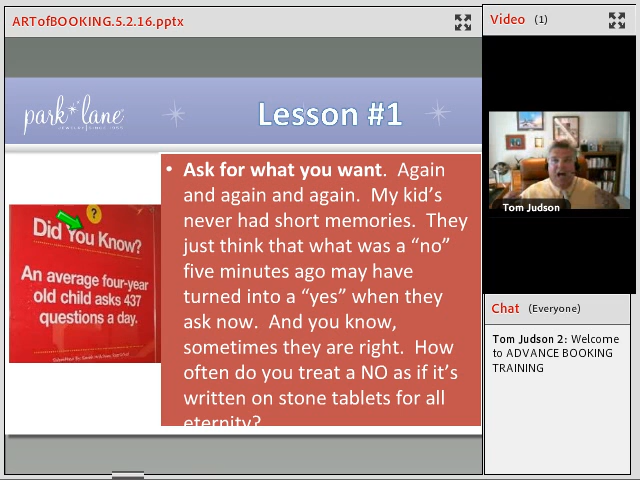 ARTofBOOKING.5.2.16.pptx
Video (1)
park lane
JEWELRY SINCE 1955
Lesson #1
• Ask for what you want. Again
and again and again. My kid's
never had short memories. They
just think that what was a “no”
five minutes ago may have
turned into a “yes” when they
ask now. And you know,
sometimes they are right. How
often do you treat a NO as if it's
written on stone tablets for all
eternity?
?
Did You Know?
An average four-year
old child asks 437
questions a day.
Tom Judson
Chat (Everyone)
Tom Judson 2: Welcome
to ADVANCE BOOKING
TRAINING